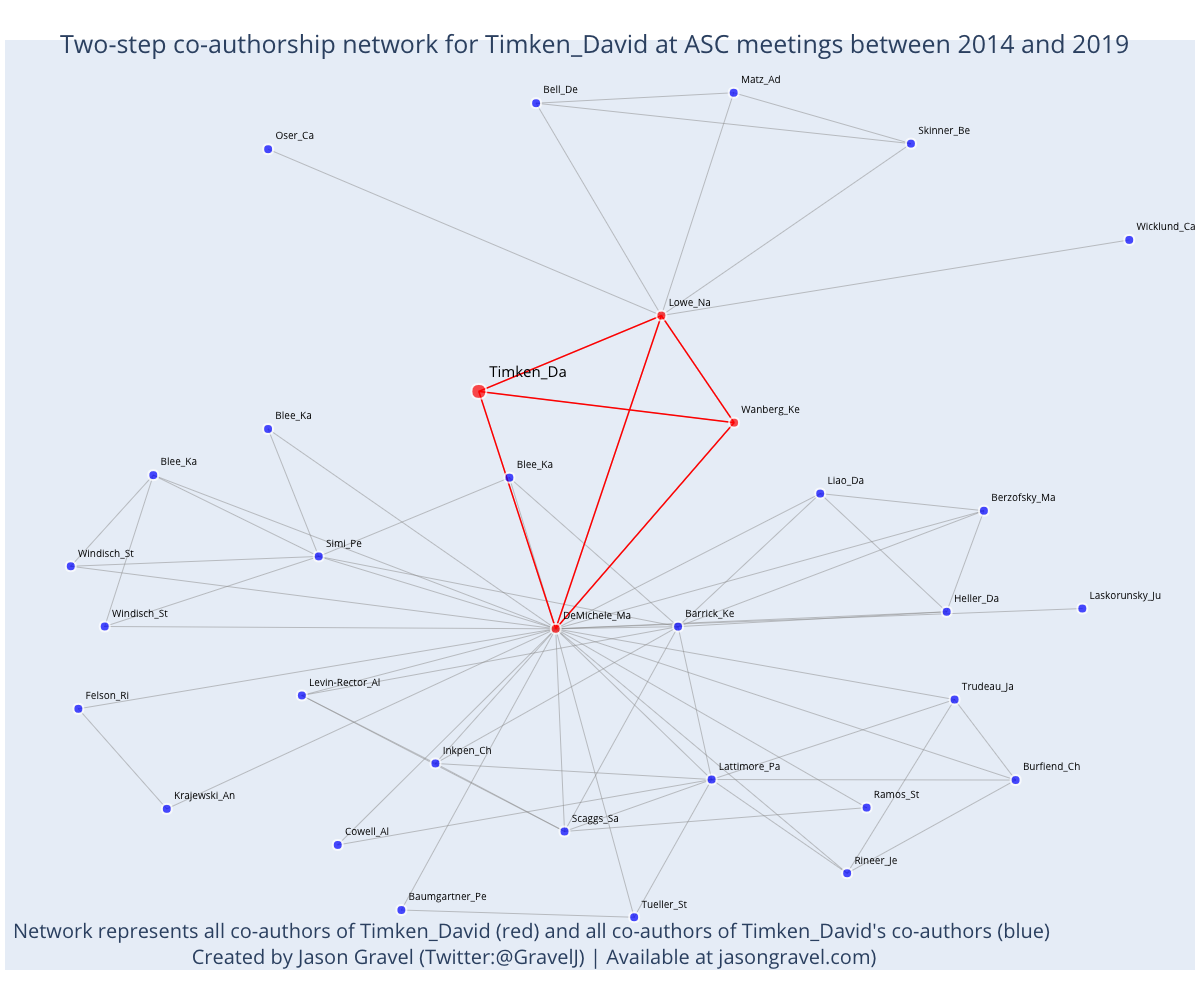 Two-step co-authorship network for Timken_David at ASC meetings between 2014 and 2019
Matz_Ad
Bell_De
Skinner_Be
Oser_Ca
Wicklund_Ca
Lowe_Na
Timken_Da
Wanberg_Ke
Blee_Ka
Blee_Ka
Blee_Ka
Liao_Da
Berzofsky_Ma
Simi_Pe
Windisch_St
Laskorunsky_Ju
Heller_Da
Windisch_St
DeMichele_Ma
Barrick_Ke
Levin-Rector_Al
Trudeau_Ja
Felson_Ri
Inkpen_Ch
Lattimore_Pa
Burfiend_Ch
Krajewski_An
Ramos_St
Scaggs_Sa
Cowell_Al
Rineer_Je
Baumgartner_Pe
Tueller_St
Network represents all co-authors of Timken_David (red) and all co-authors of Timken_David's co-authors (blue)
Created by Jason Gravel (Twitter:@GravelJ) | Available at jasongravel.com)